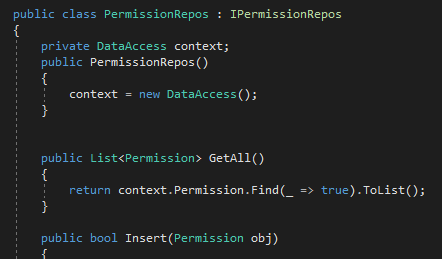 public class PermissionRepos : IPermissionRepos
{
private DataAccess context;
public PermissionRepos()
{
context = new DataAccess();
}
public List<Permission> GetAll()
{
return context.Permission.Find(_ => true).ToList();
}
public bool Insert(Permission obj)
{